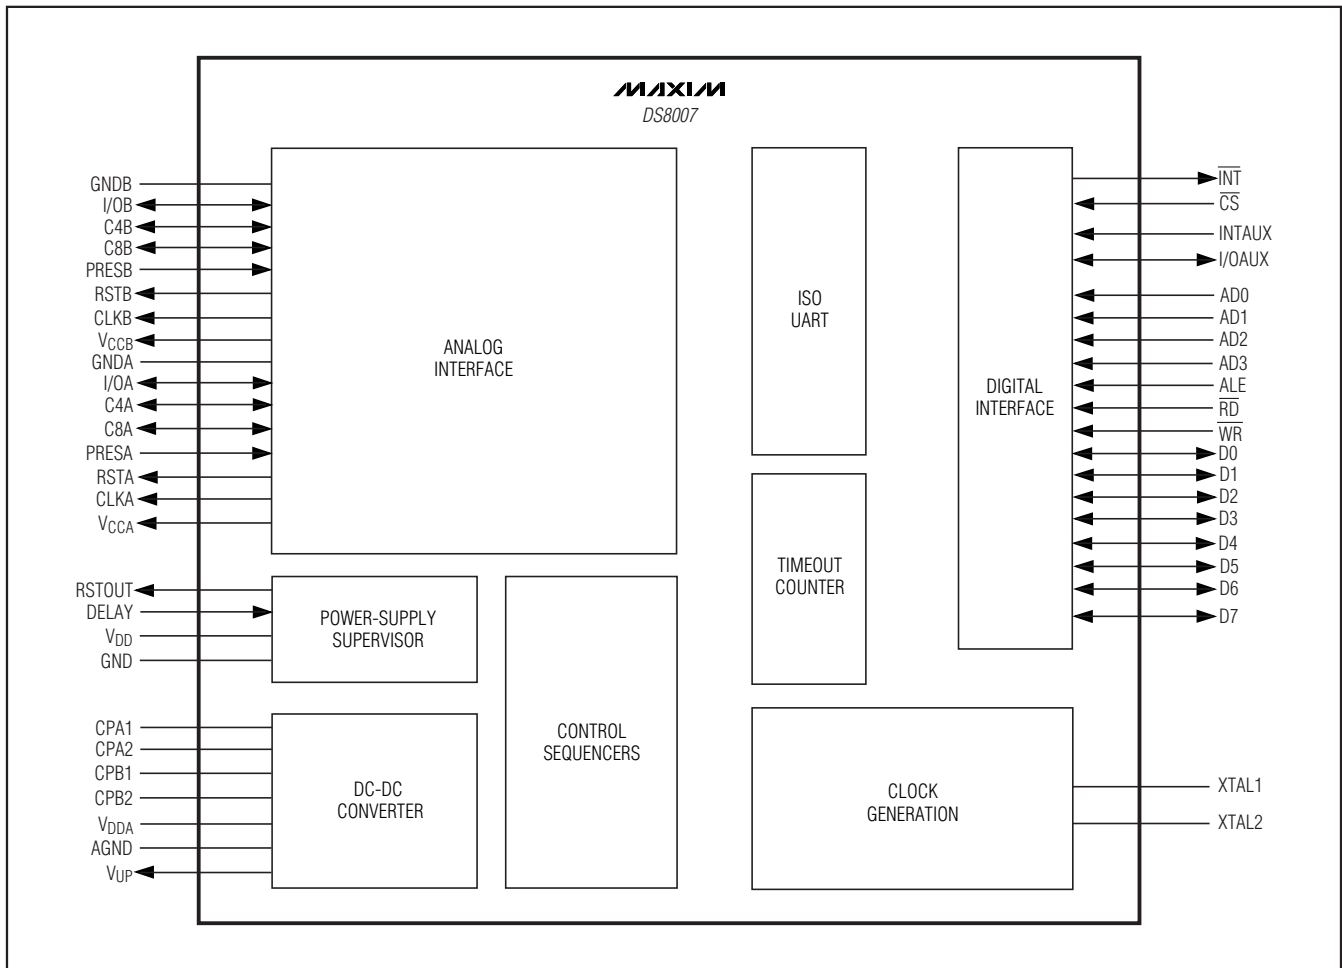 MAXIM
DS8007
GNDB
I/OB
C4B
C8B
PRESB
RSTB
CLKB
VCCB
GNDA
I/OA
C4A
C8A
PRESA
RSTA
CLKA
VCCA
RSTOUT
DELAY
VDD
GND
CPA1
CPA2
CPB1
CPB2
VDDA
AGND
VUP
ANALOG
INTERFACE
POWER-SUPPLY
SUPERVISOR
DC-DC
CONVERTER
CONTROL
SEQUENCERS
ISO
UART
TIMEOUT
COUNTER
CLOCK
GENERATION
DIGITAL
INTERFACE
INT
CS
INTAUX
I/OAUX
AD0
AD1
AD2
AD3
ALE
RD
WR
D0
D1
D2
D3
D4
D5
D6
D7
XTAL1
XTAL2